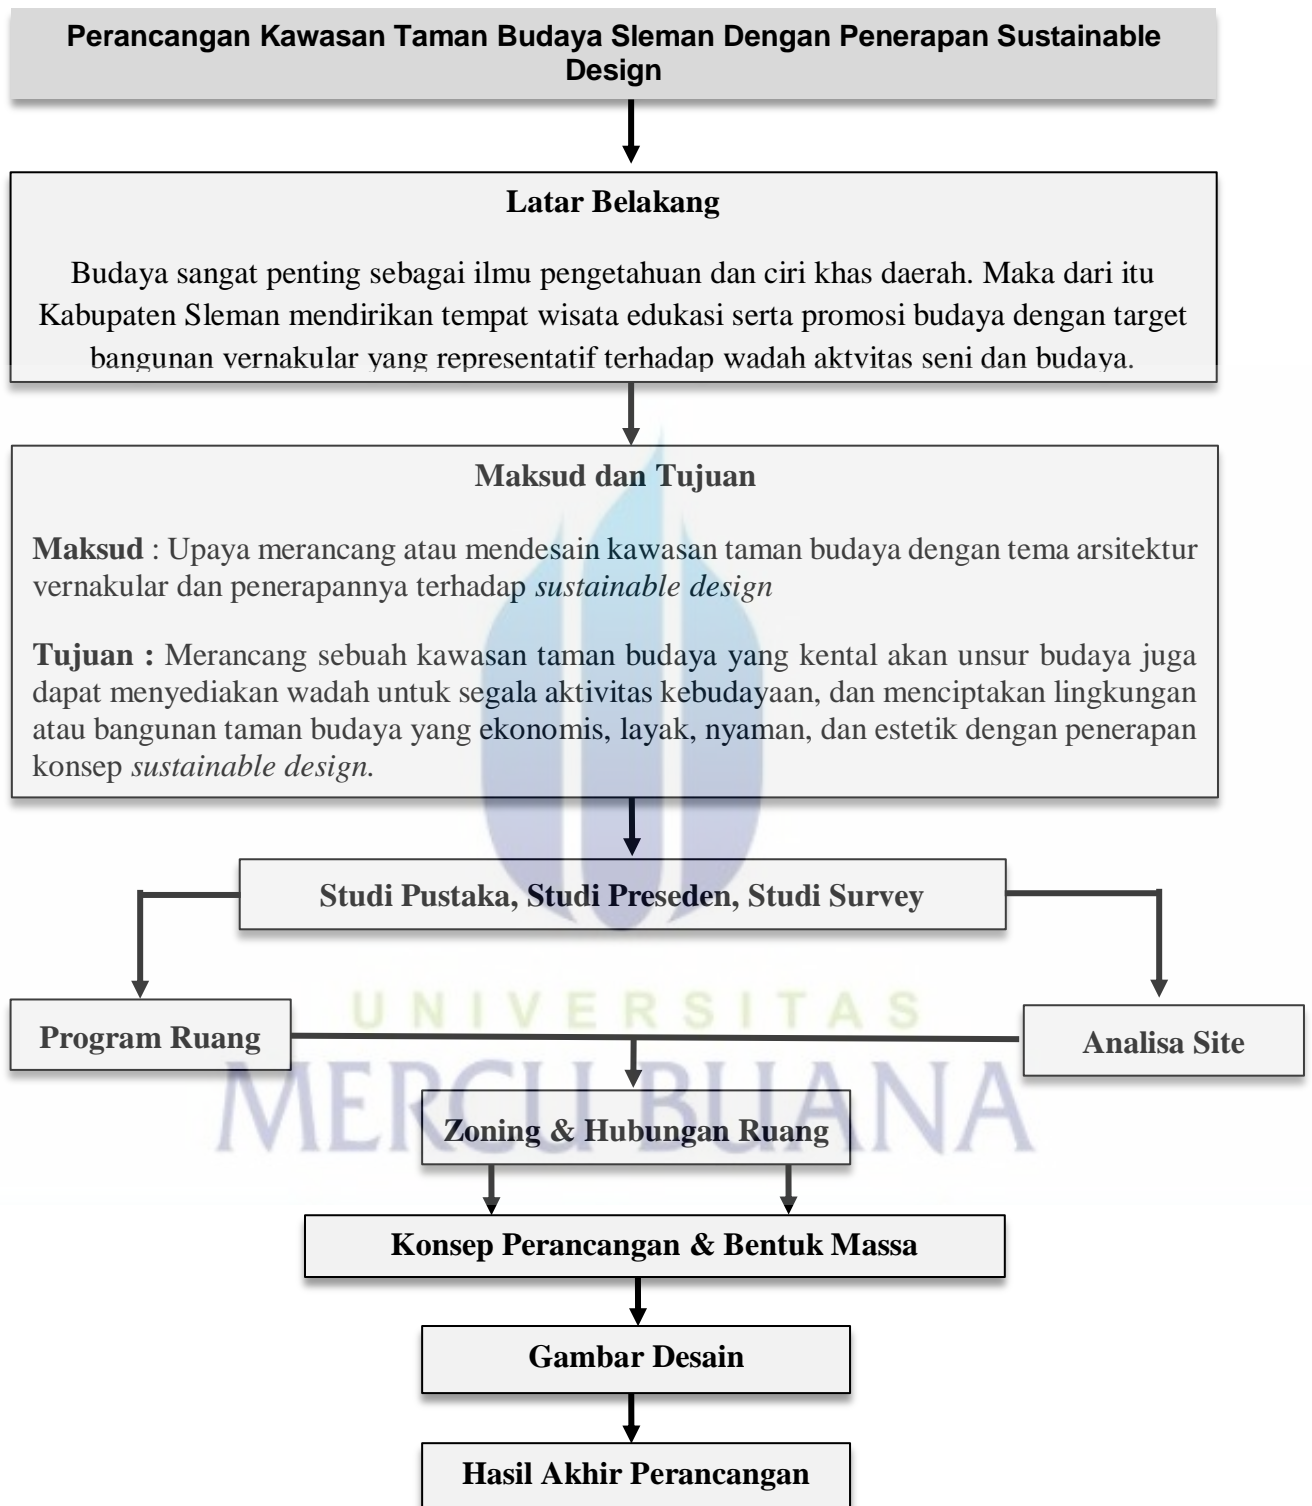 Perancangan Kawasan Taman Budaya Sleman Dengan Penerapan Sustainable
Design
Latar Belakang
Budaya sangat penting sebagai ilmu pengetahuan dan ciri khas daerah. Maka dari itu
Kabupaten Sleman mendirikan tempat wisata edukasi serta promosi budaya dengan target
bangunan vernakular yang representatif terhadap wadah aktvitas seni dan budaya.
Maksud dan Tujuan
Maksud : Upaya merancang atau mendesain kawasan taman budaya dengan tema arsitektur
vernakular dan penerapannya terhadap sustainable design
Tujuan : Merancang sebuah kawasan taman budaya yang kental akan unsur budaya juga
dapat menyediakan wadah untuk segala aktivitas kebudayaan, dan menciptakan lingkungan
atau bangunan taman budaya yang ekonomis, layak, nyaman, dan estetik dengan penerapan
konsep sustainable design.
Studi Pustaka, Studi Preseden, Studi Survey
UNIVERSITAS
Program Ruang
Analisa Site
MERCU BUANA
Zoning & Hubungan Ruang
Konsep Perancangan & Bentuk Massa
Gambar Desain
Hasil Akhir Perancangan